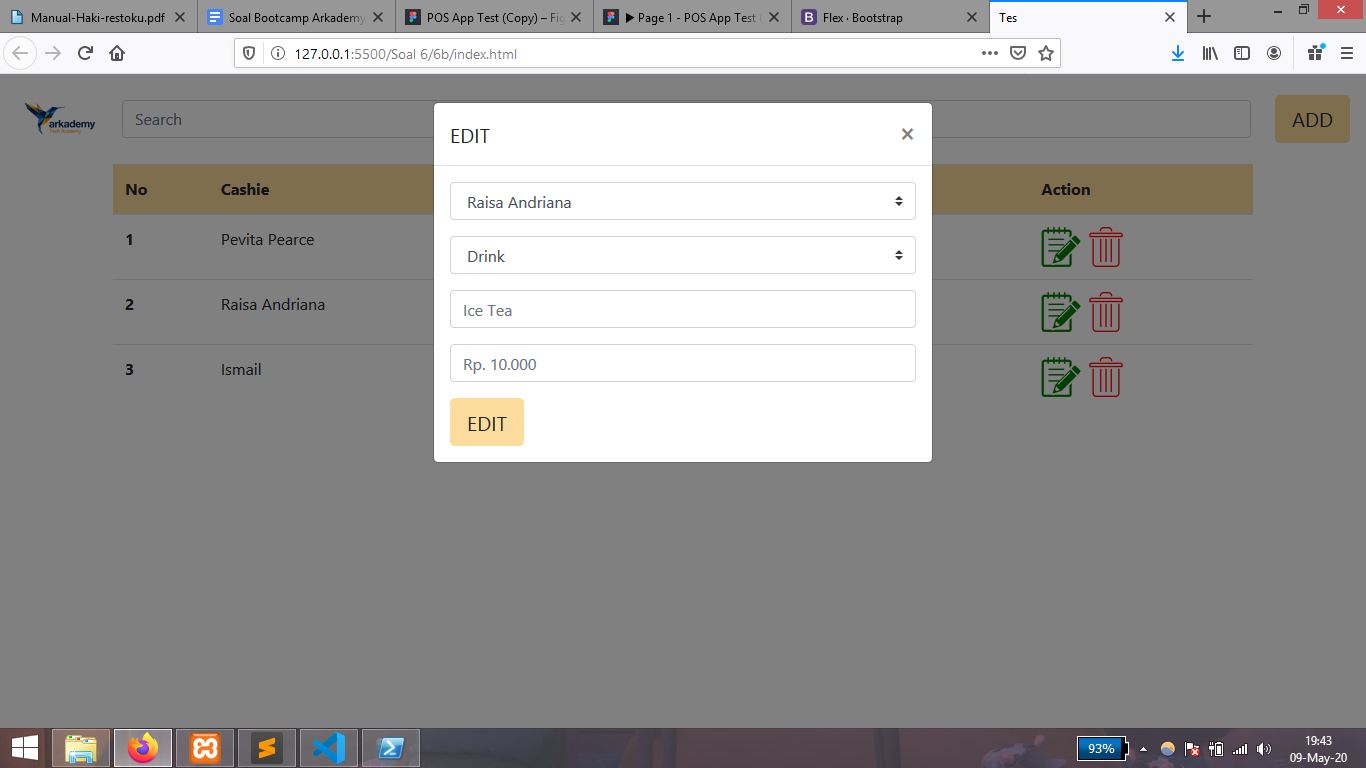 Manual-Haki-restoku.pdf
Soal Bootcamp Arkademy
POS App Test (Copy) – Fig
Page 1 - POS App Test (
Flex · Bootstrap
Tes
127.0.0.1:5500/Soal 6/6b/index.html
arkademy
Tech Academy
Search
ADD
EDIT ×
No Cashie Action
Raisa Andriana
1 Pevita Pearce
Drink
2 Raisa Andriana
Ice Tea
3 Ismail
Rp. 10.000
EDIT
93%
19:43
09-May-20